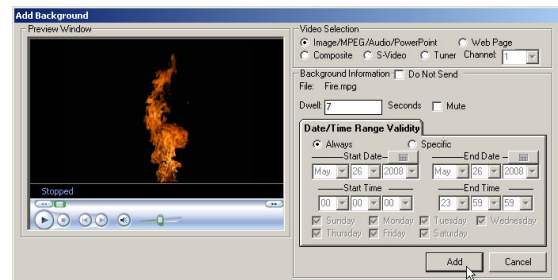 Add Background
Preview Window
Stopped
Video Selection
Image/MPEG/Audio/PowerPoint Web Page
Composite S-Video Tuner Channel: 1
Background Information Do Not Send
File: Fire.mpg
Dwell: 7 Seconds Mute
Date/Time Range Validity
Always Specific
Start Date End Date
May 26 2008 May 26 2008
Start Time End Time
00 00 00 23 59 59
Sunday Monday Tuesday Wednesday
Thursday Friday Saturday
Add Cancel